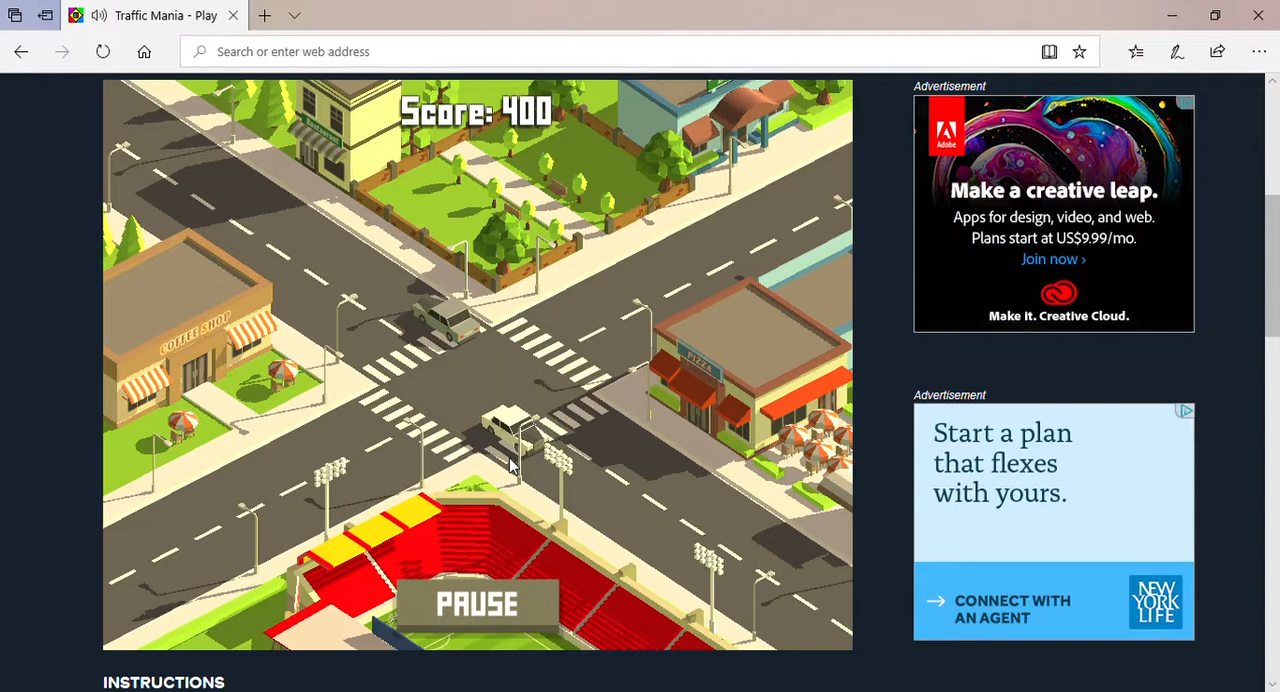 Traffic Mania - Play
Search or enter web address
Score: 400
COFFEE SHOP
PIZZA
PAUSE
INSTRUCTIONS
Advertisement
Adobe
Make a creative leap.
Apps for design, video, and web.
Plans start at US$9.99/mo.
Join now ›
Make it. Creative Cloud.
Advertisement
Start a plan
that flexes
with yours.
→ CONNECT WITH
AN AGENT
NEW
YORK
LIFE